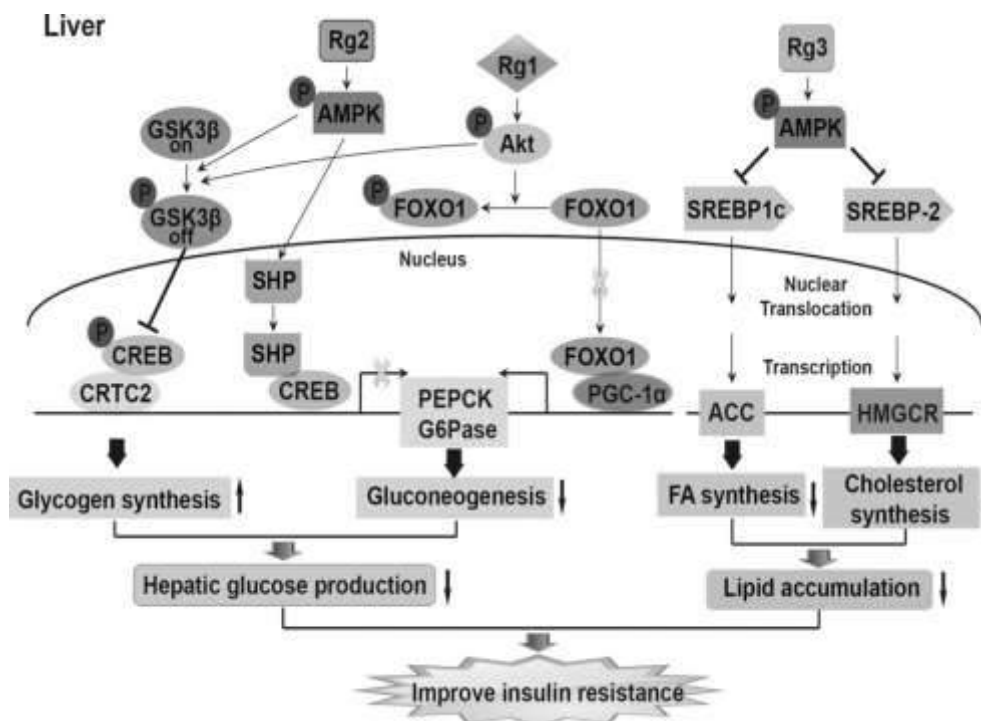 Liver
Rg2
Rg1
Rg3
P
AMPK
P
Akt
P
AMPK
GSK3β
on
P
GSK3β
off
P
FOXO1
FOXO1
SREBP1c
SREBP-2
Nucleus
SHP
Nuclear
Translocation
P
CREB
CRTC2
SHP
CREB
FOXO1
PGC-1α
Transcription
PEPCK
G6Pase
ACC
HMGCR
Glycogen synthesis
Gluconeogenesis
FA synthesis
Cholesterol
synthesis
Hepatic glucose production
Lipid accumulation
Improve insulin resistance